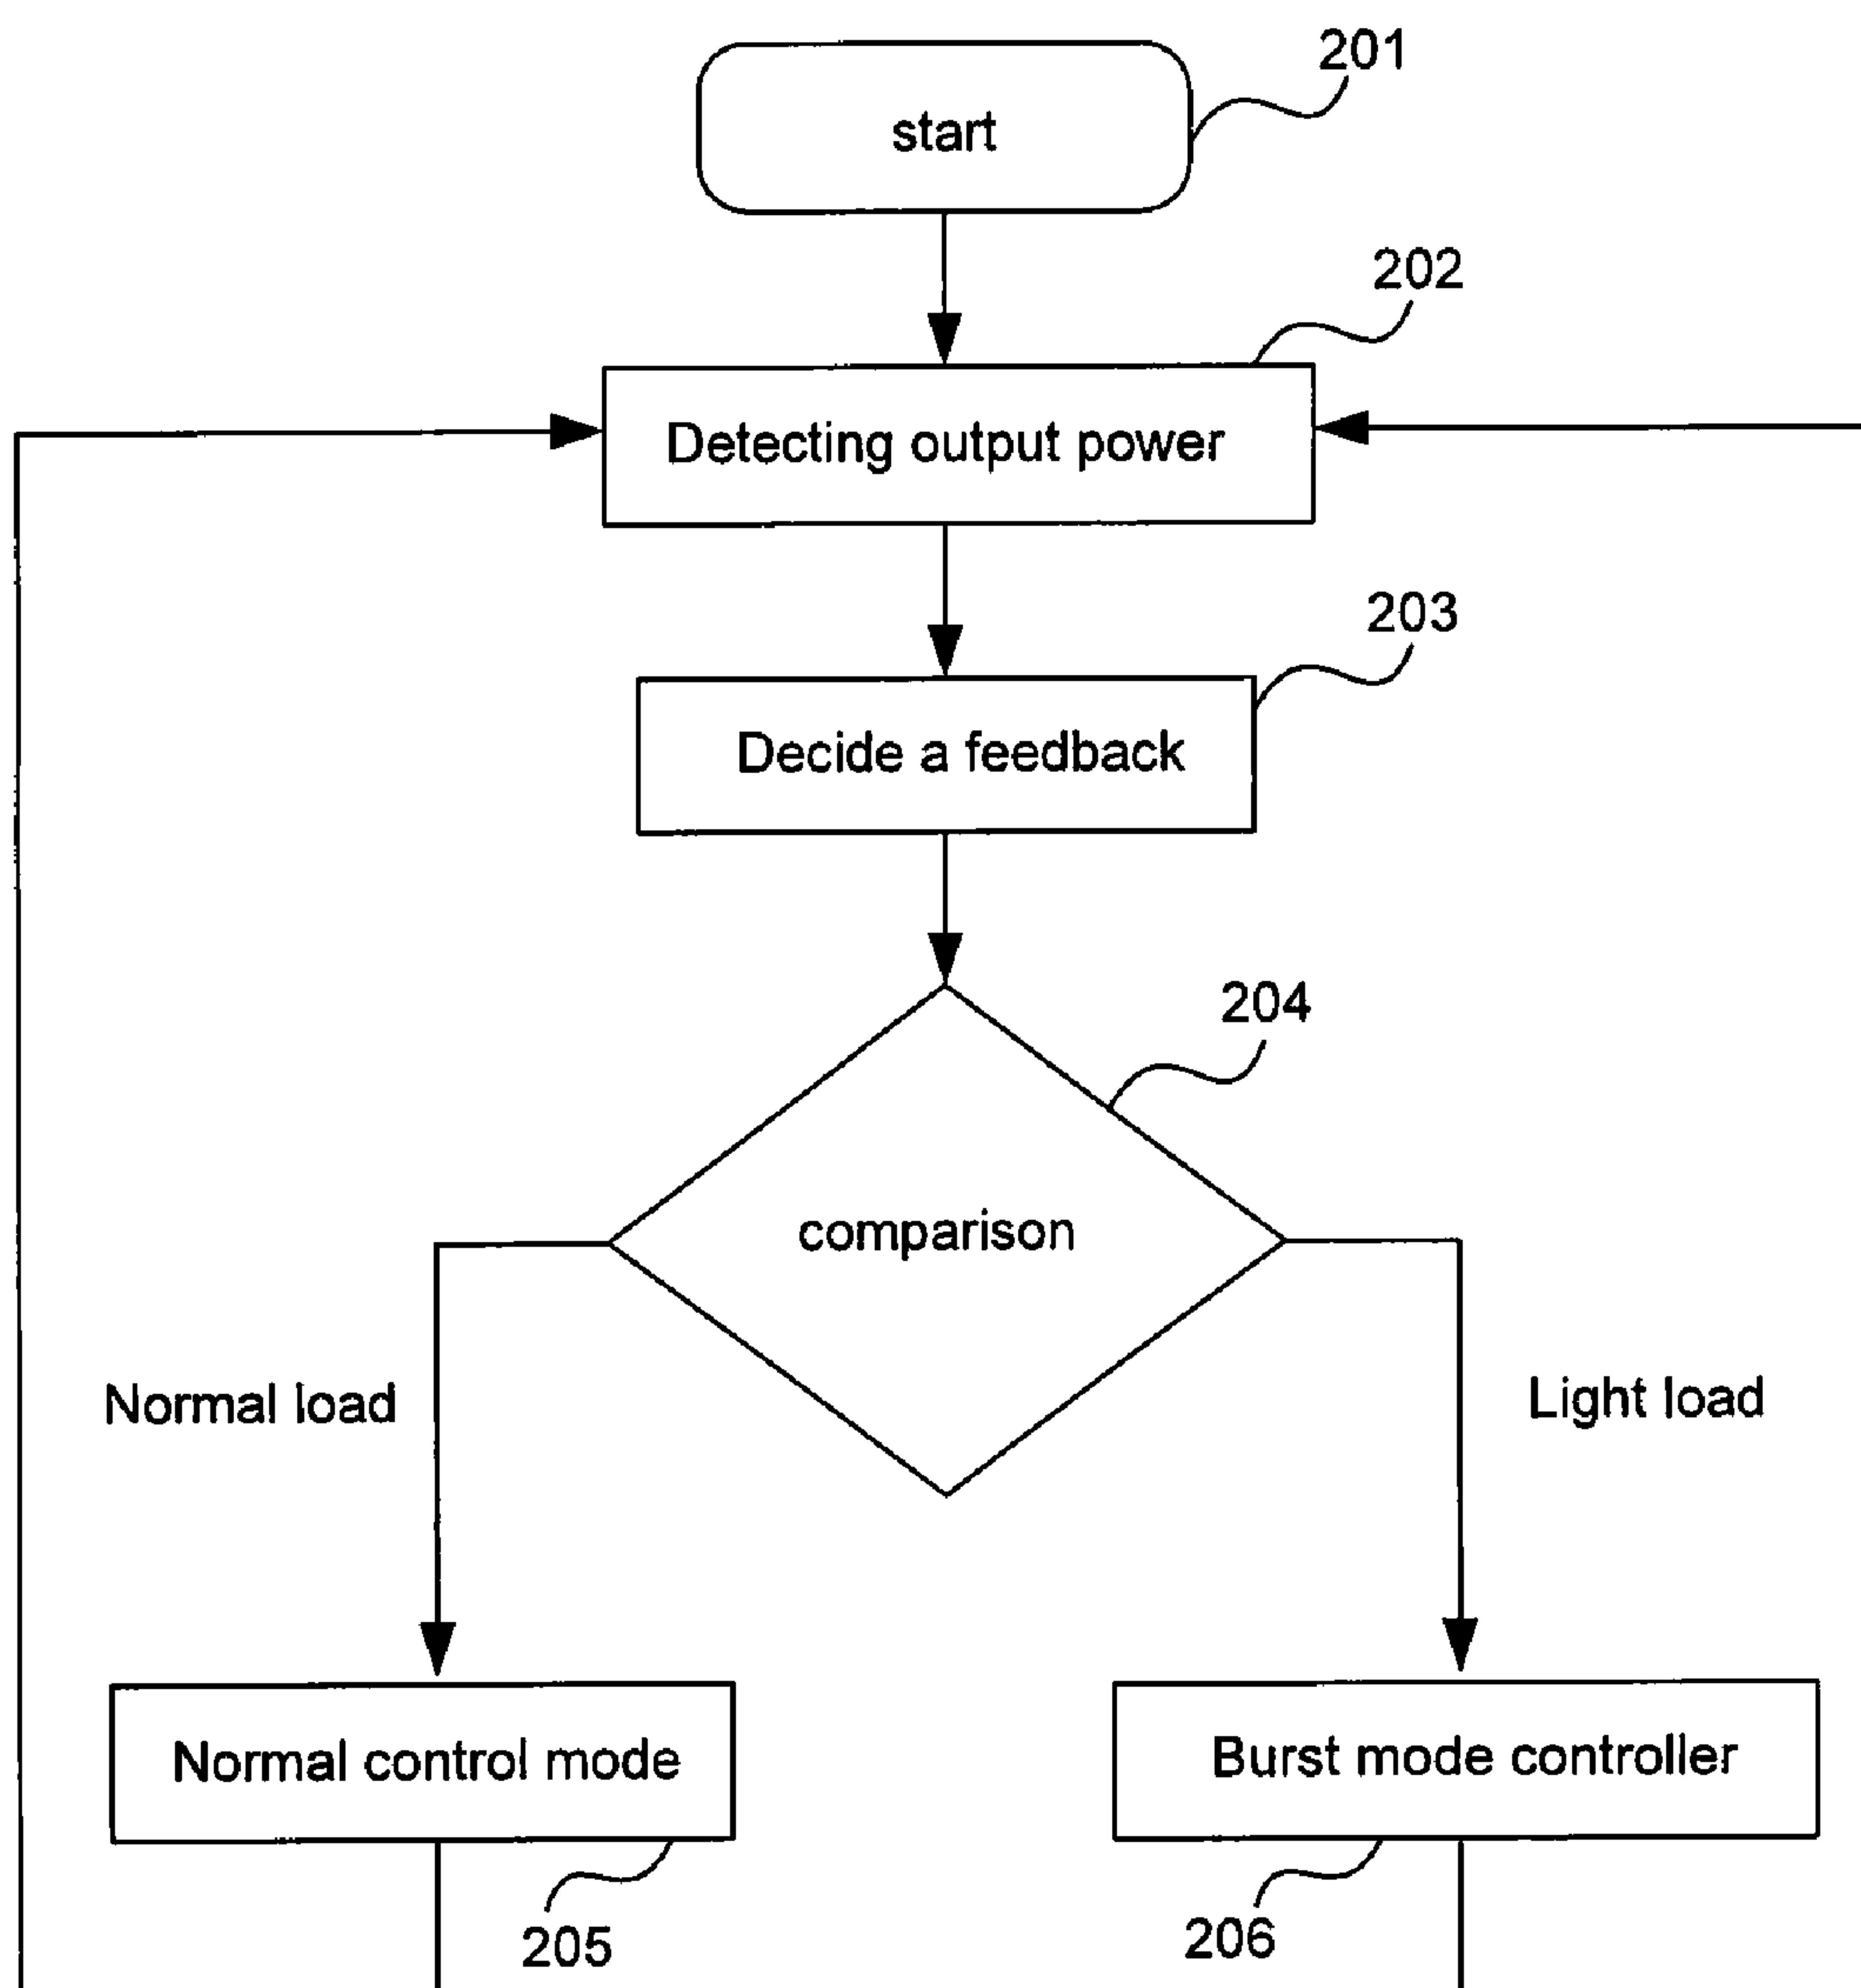 201
start
202
Detecting output power
203
Decide a feedback
204
comparison
Normal load
Light load
Normal control mode
Burst mode controller
205
206